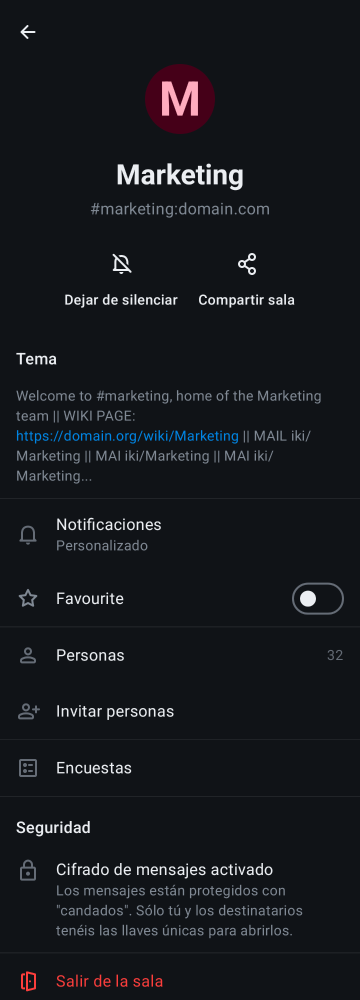 M
Marketing
#marketing:domain.com
Dejar de silenciar
Compartir sala
Tema
Welcome to #marketing, home of the Marketing
team || WIKI PAGE:
https://domain.org/wiki/Marketing || MAIL iki/
Marketing || MAI iki/Marketing || MAI iki/
Marketing...
Notificaciones
Personalizado
Favourite
Personas 32
Invitar personas
Encuestas
Seguridad
Cifrado de mensajes activado
Los mensajes están protegidos con
"candados". Sólo tú y los destinatarios
tenéis las llaves únicas para abrirlos.
Salir de la sala